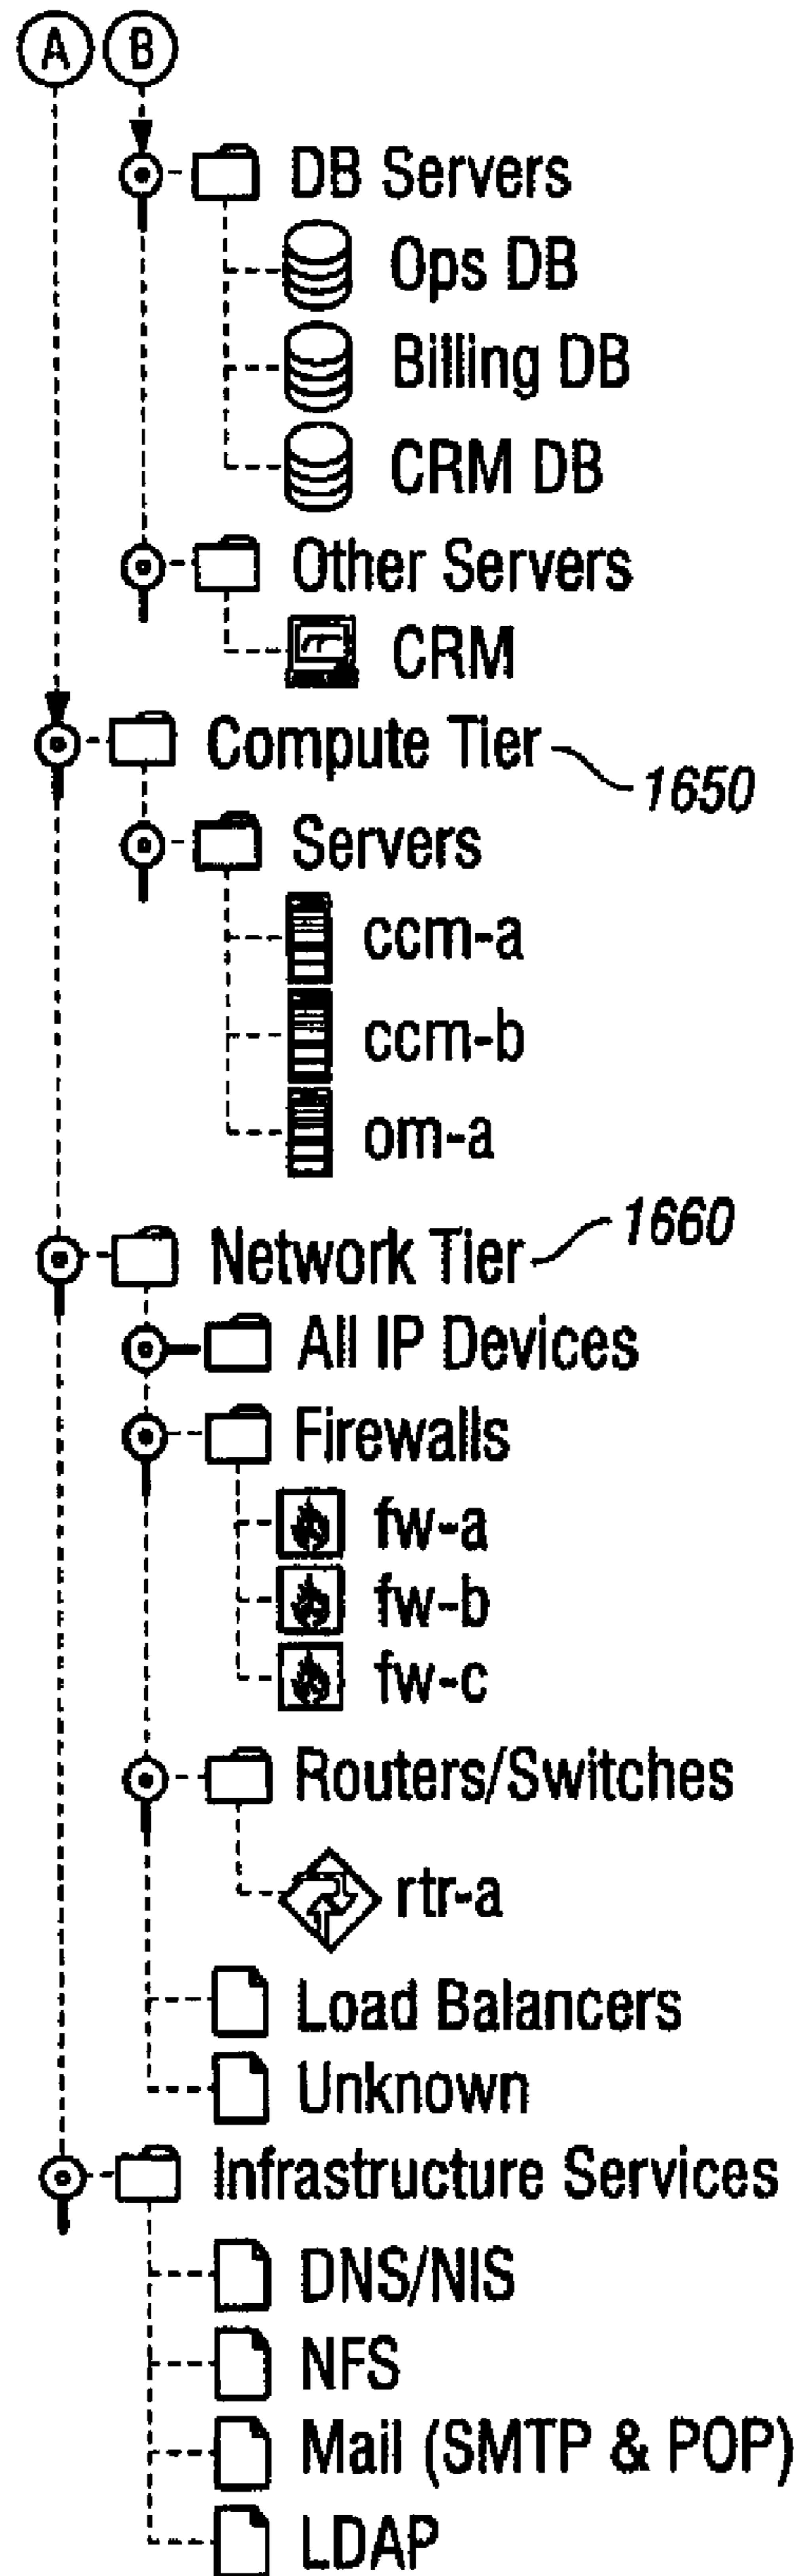 A B
DB Servers
Ops DB
Billing DB
CRM DB
Other Servers
CRM
Compute Tier
1650
Servers
ccm-a
ccm-b
om-a
1660
Network Tier
All IP Devices
Firewalls
fw-a
fw-b
fw-c
Routers/Switches
rtr-a
Load Balancers
Unknown
Infrastructure Services
DNS/NIS
NFS
Mail (SMTP & POP)
LDAP